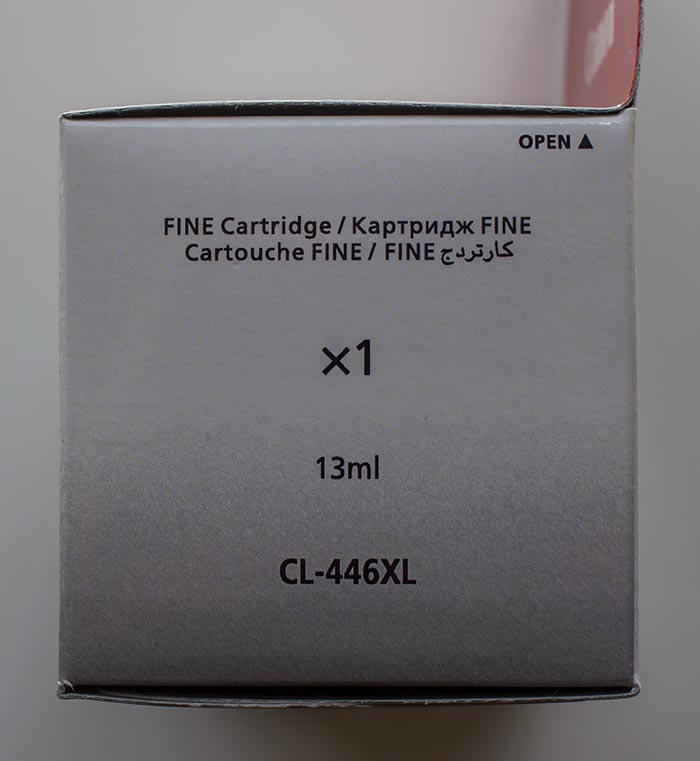 OPEN ▲
FINE Cartridge / Картридж FINE
Cartouche FINE / FINE كارتردج
×1
13ml
CL-446XL